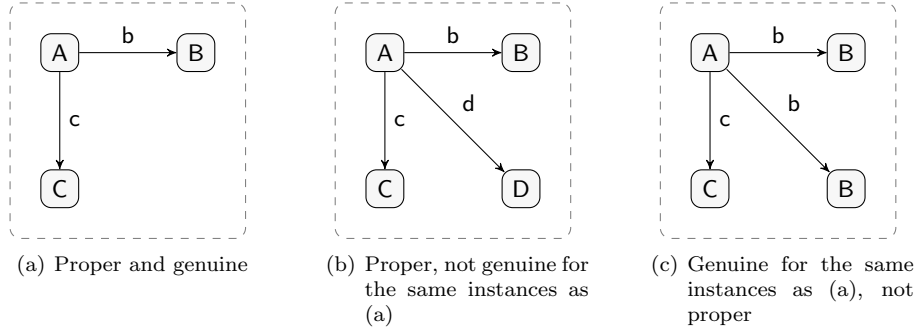 A b B
c
C
A b B
c d
C D
A b B
c b
C B
(a) Proper and genuine
(b) Proper, not genuine for
the same instances as
(a)
(c) Genuine for the same
instances as (a), not
proper